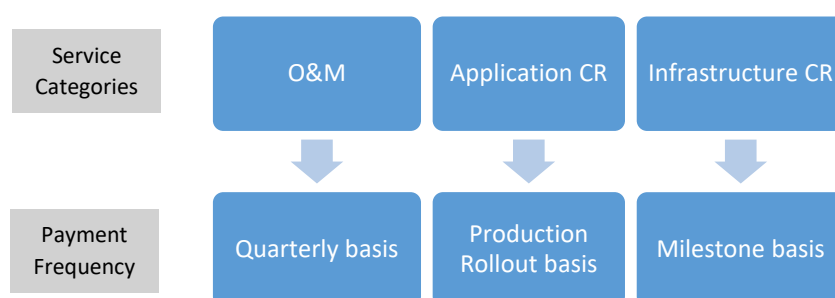 Service
Categories
O&M
Application CR
Infrastructure CR
Payment
Frequency
Quarterly basis
Production
Rollout basis
Milestone basis